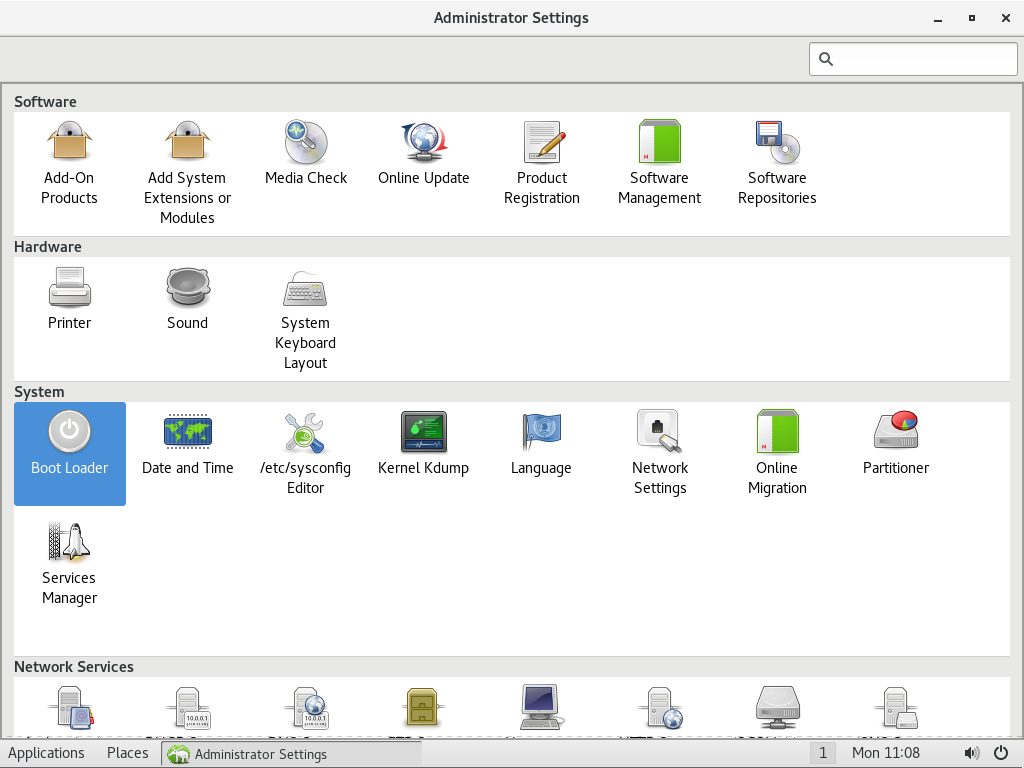 Administrator Settings
Software
Add-On
Products
Add System
Extensions or
Modules
Media Check
Online Update
Product
Registration
Software
Management
Software
Repositories
Hardware
Printer
Sound
System
Keyboard
Layout
System
Boot Loader
Date and Time
/etc/sysconfig
Editor
Kernel Kdump
Language
Network
Settings
Online
Migration
Partitioner
Services
Manager
Network Services
Applications
Places
Administrator Settings
1
Mon 11:08